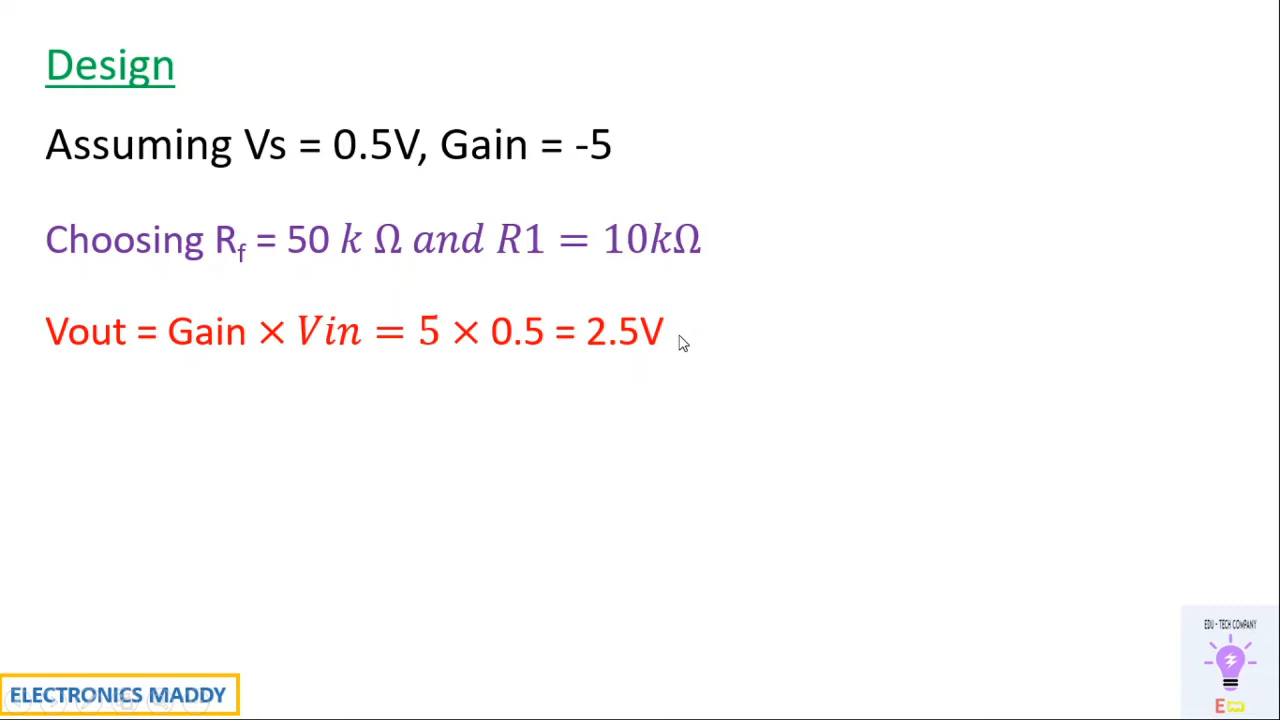 Design
Assuming Vs = 0.5V, Gain = -5
Choosing Rf = 50 k Ω and R1 = 10kΩ
Vout = Gain × Vin = 5 × 0.5 = 2.5V
EDU - TECH COMPANY
E
ELECTRONICS MADDY